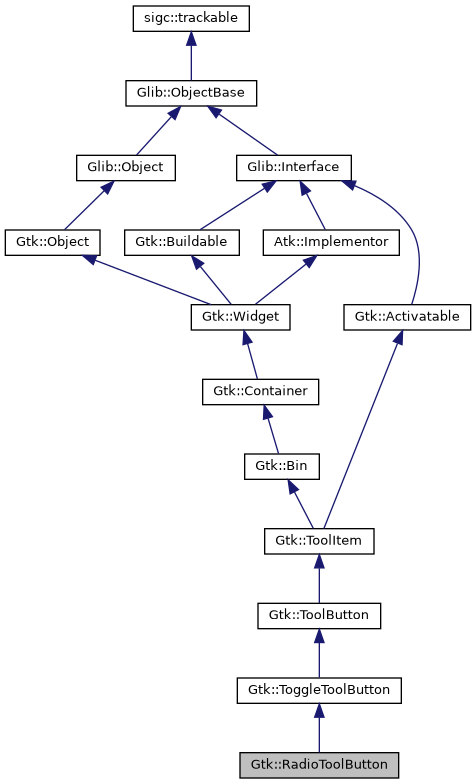 sigc::trackable
Glib::ObjectBase
Glib::Object
Glib::Interface
Gtk::Object
Gtk::Buildable
Atk::Implementor
Gtk::Widget
Gtk::Activatable
Gtk::Container
Gtk::Bin
Gtk::ToolItem
Gtk::ToolButton
Gtk::ToggleToolButton
Gtk::RadioToolButton